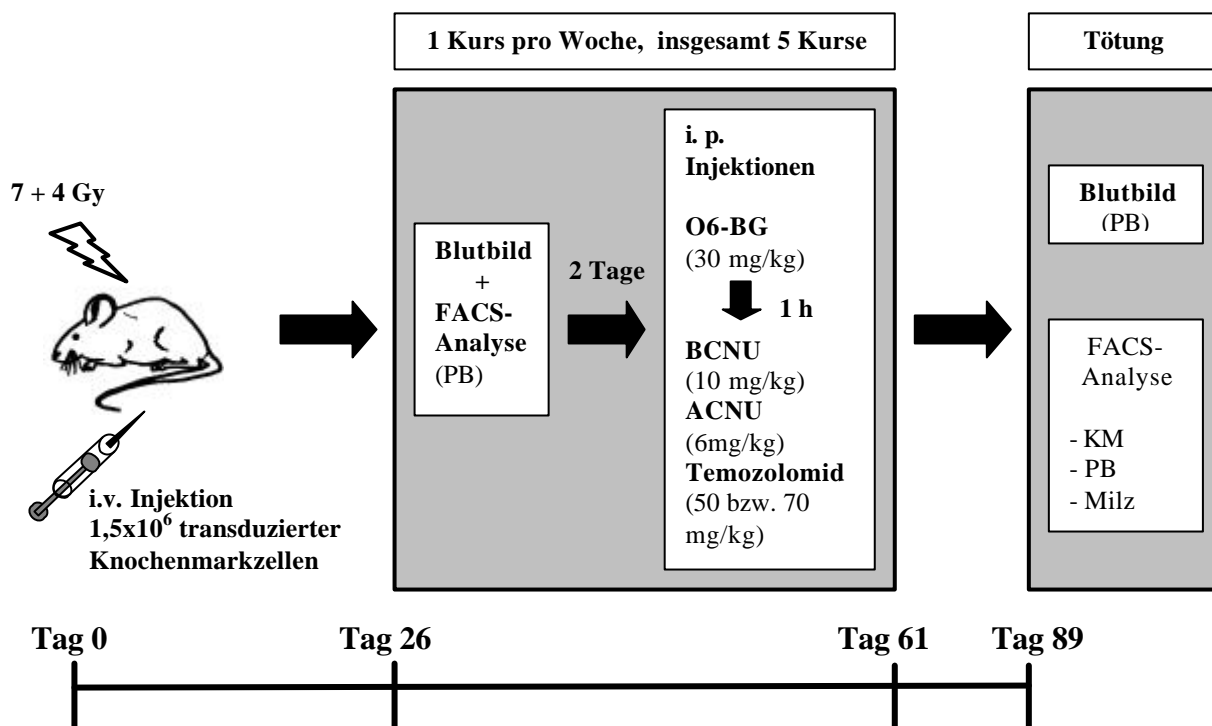 1 Kurs pro Woche, insgesamt 5 Kurse
Tötung
7 + 4 Gy
i.v. Injektion
1,5x10⁶ transduzierter
Knochenmarkzellen
Blutbild
+
FACS-
Analyse
(PB)
2 Tage
i. p.
Injektionen
O6-BG
(30 mg/kg)
1 h
BCNU
(10 mg/kg)
ACNU
(6mg/kg)
Temozolomid
(50 bzw. 70
mg/kg)
Blutbild
(PB)
FACS-
Analyse
- KM
- PB
- Milz
Tag 0
Tag 26
Tag 61
Tag 89